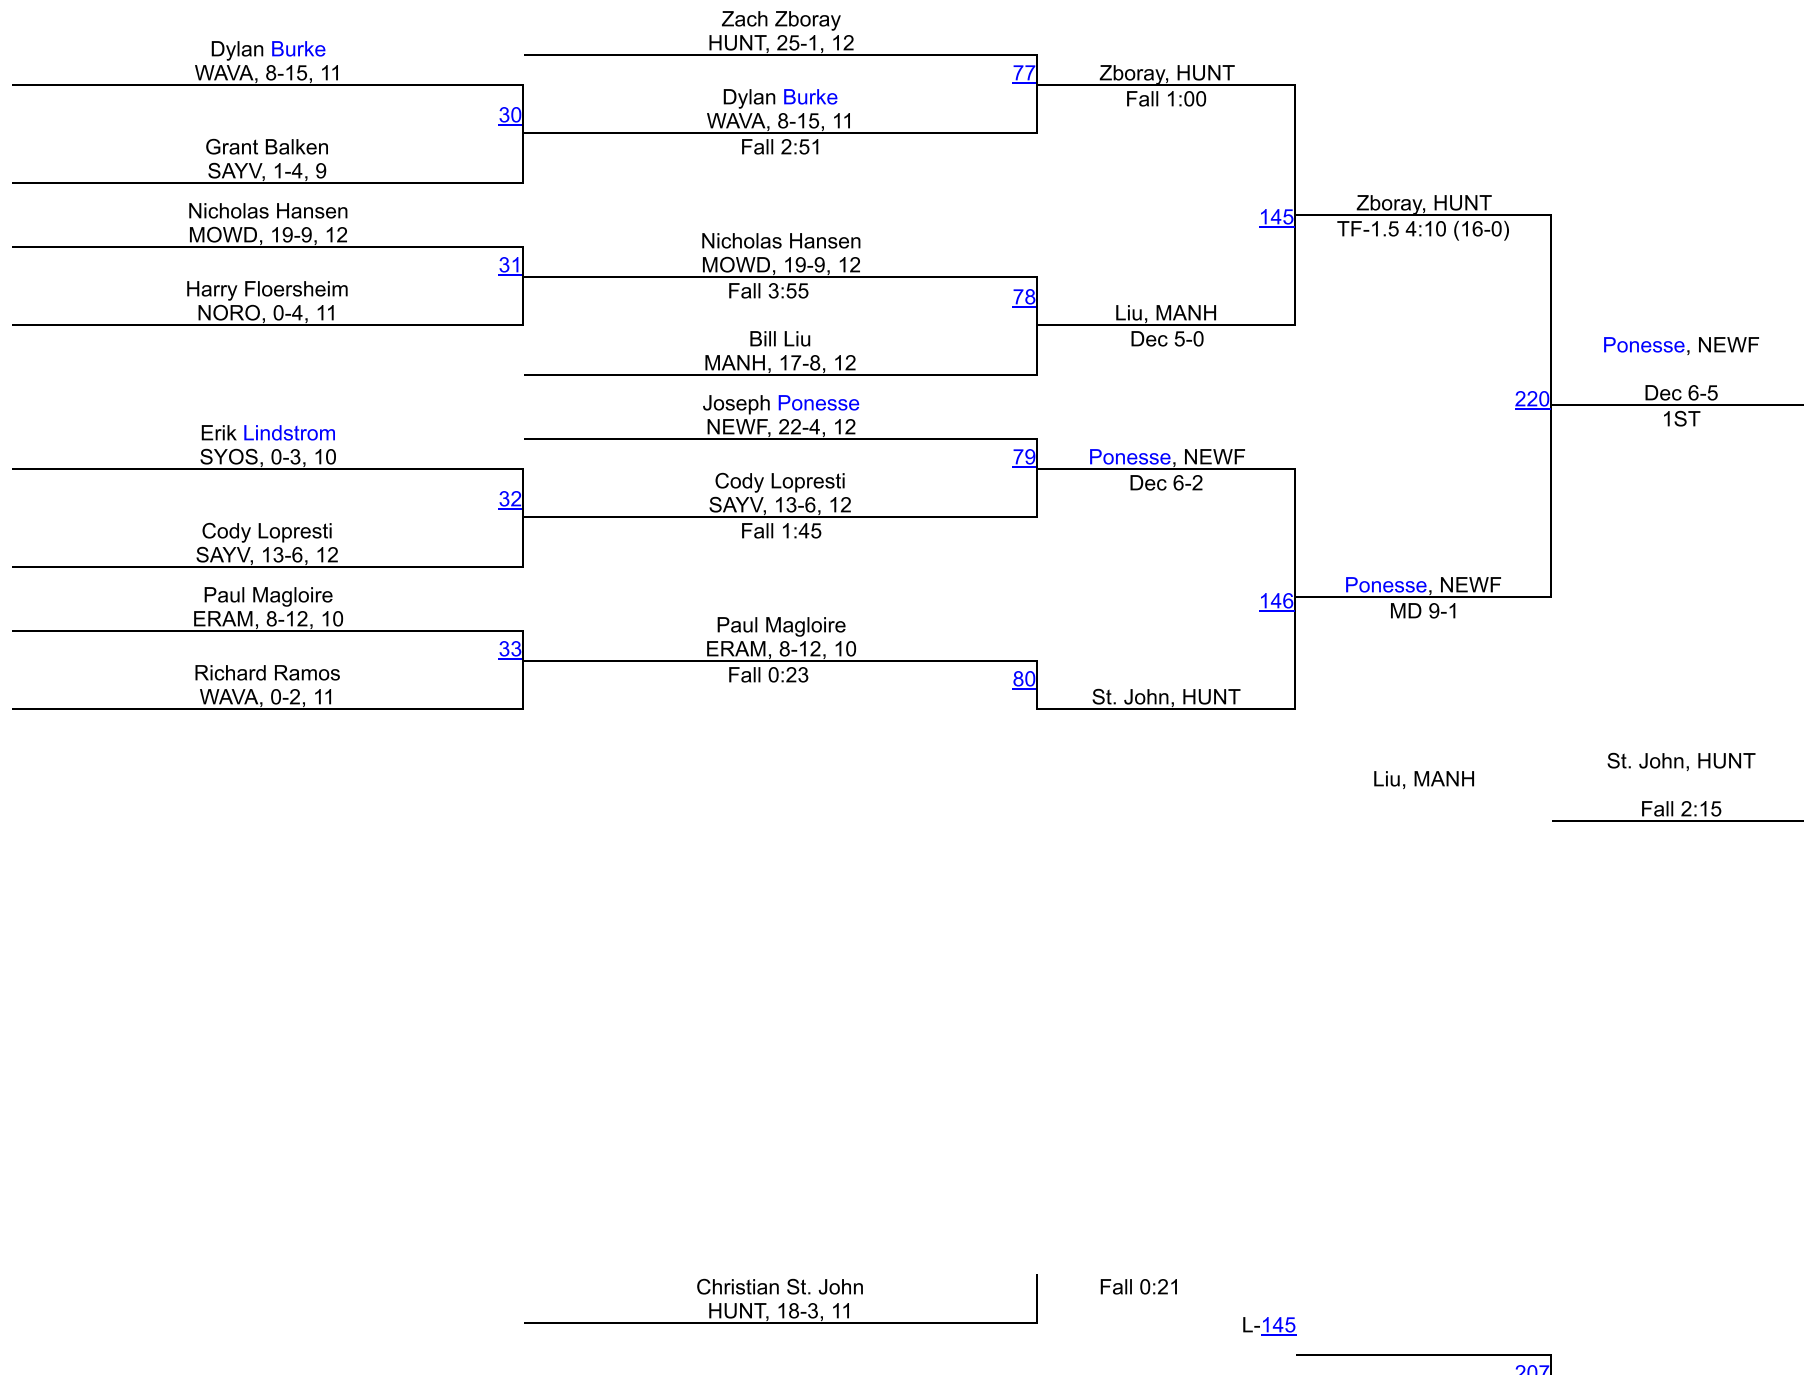 Dylan Burke
WAVA, 8-15, 11
30
Grant Balken
SAYV, 1-4, 9
Nicholas Hansen
MOWD, 19-9, 12
31
Harry Floersheim
NORO, 0-4, 11
Erik Lindstrom
SYOS, 0-3, 10
32
Cody Lopresti
SAYV, 13-6, 12
Paul Magloire
ERAM, 8-12, 10
33
Richard Ramos
WAVA, 0-2, 11
Zach Zboray
HUNT, 25-1, 12
77
Dylan Burke
WAVA, 8-15, 11
Fall 2:51
Nicholas Hansen
MOWD, 19-9, 12
Fall 3:55
78
Bill Liu
MANH, 17-8, 12
Joseph Ponesse
NEWF, 22-4, 12
79
Cody Lopresti
SAYV, 13-6, 12
Fall 1:45
Paul Magloire
ERAM, 8-12, 10
Fall 0:23
80
Zboray, HUNT
Fall 1:00
145
Liu, MANH
Dec 5-0
Ponesse, NEWF
Dec 6-2
146
St. John, HUNT
Zboray, HUNT
TF-1.5 4:10 (16-0)
220
Ponesse, NEWF
MD 9-1
Ponesse, NEWF
Dec 6-5
1ST
Liu, MANH
St. John, HUNT
Fall 2:15
Christian St. John
HUNT, 18-3, 11
Fall 0:21
L-145
207